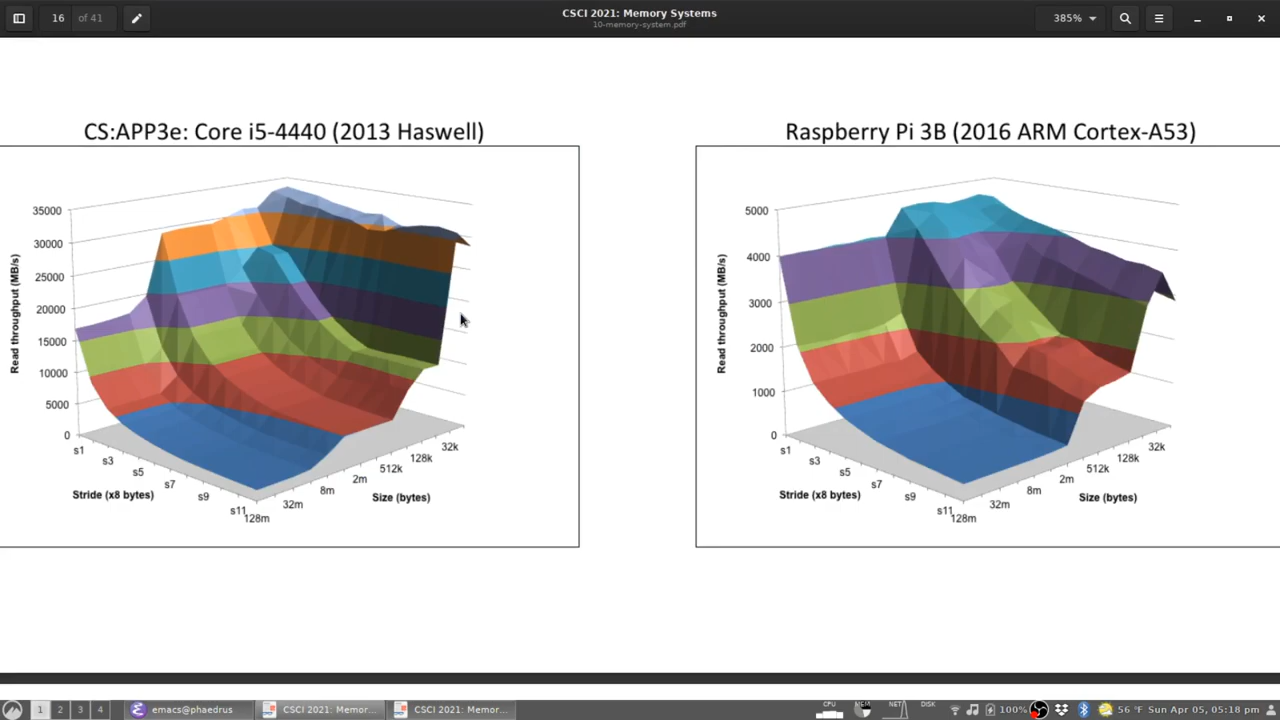 16 of 41
CSCI 2021: Memory Systems
10-memory-system.pdf
385%
CS:APP3e: Core i5-4440 (2013 Haswell)
35000
30000
25000
20000
15000
10000
5000
0
Read throughput (MB/s)
s1
s3
s5
s7
s9
s11
Stride (x8 bytes)
128m
32m
8m
2m
512k
128k
32k
Size (bytes)
Raspberry Pi 3B (2016 ARM Cortex-A53)
5000
4000
3000
2000
1000
0
Read throughput (MB/s)
s1
s3
s5
s7
s9
s11
Stride (x8 bytes)
128m
32m
8m
2m
512k
128k
32k
Size (bytes)
1 2 3 4 emacs@phaedrus CSCI 2021: Memor... CSCI 2021: Memor... CPU MEM NET DISK 100% 56 °F Sun Apr 05, 05:18 pm